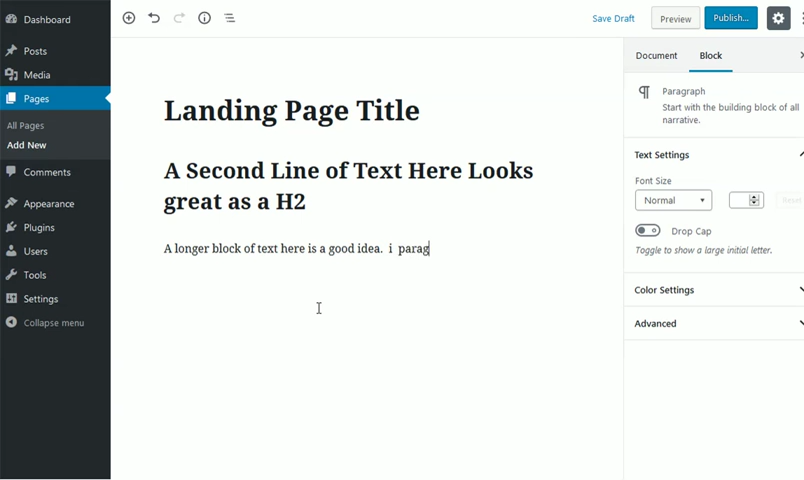 Dashboard
Posts
Media
Pages
All Pages
Add New
Comments
Appearance
Plugins
Users
Tools
Settings
Collapse menu
Save Draft
Preview
Publish...
Landing Page Title
A Second Line of Text Here Looks
great as a H2
A longer block of text here is a good idea.  i  parag
Document
Block
Paragraph
Start with the building block of all
narrative.
Text Settings
Font Size
Normal
Reset
Drop Cap
Toggle to show a large initial letter.
Color Settings
Advanced